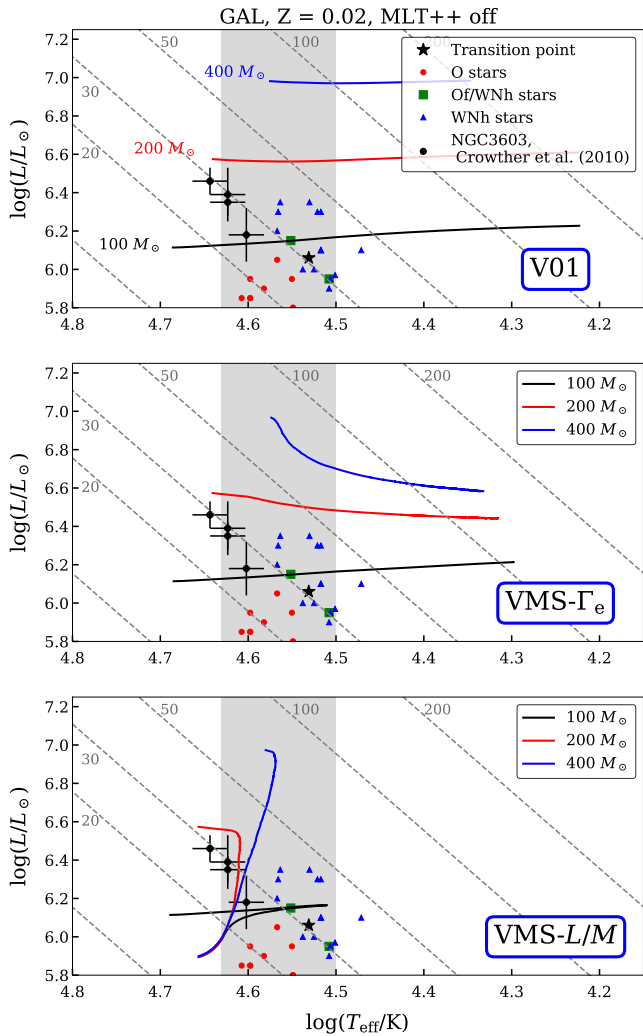 GAL, Z = 0.02, MLT++ off
7.2
7.0
6.8
6.6
6.4
6.2
6.0
5.8
log(L/L⊙)
50
100
200
30
20
400 M⊙
200 M⊙
100 M⊙
Transition point
O stars
Of/WNh stars
WNh stars
NGC3603,
Crowther et al. (2010)
V01
4.8 4.7 4.6 4.5 4.4 4.3 4.2
7.2
7.0
6.8
6.6
6.4
6.2
6.0
5.8
log(L/L⊙)
50
100
200
30
20
100 M⊙
200 M⊙
400 M⊙
VMS-Γe
4.8 4.7 4.6 4.5 4.4 4.3 4.2
7.2
7.0
6.8
6.6
6.4
6.2
6.0
5.8
log(L/L⊙)
50
100
200
30
20
100 M⊙
200 M⊙
400 M⊙
VMS-L/M
4.8 4.7 4.6 4.5 4.4 4.3 4.2
log(Teff/K)